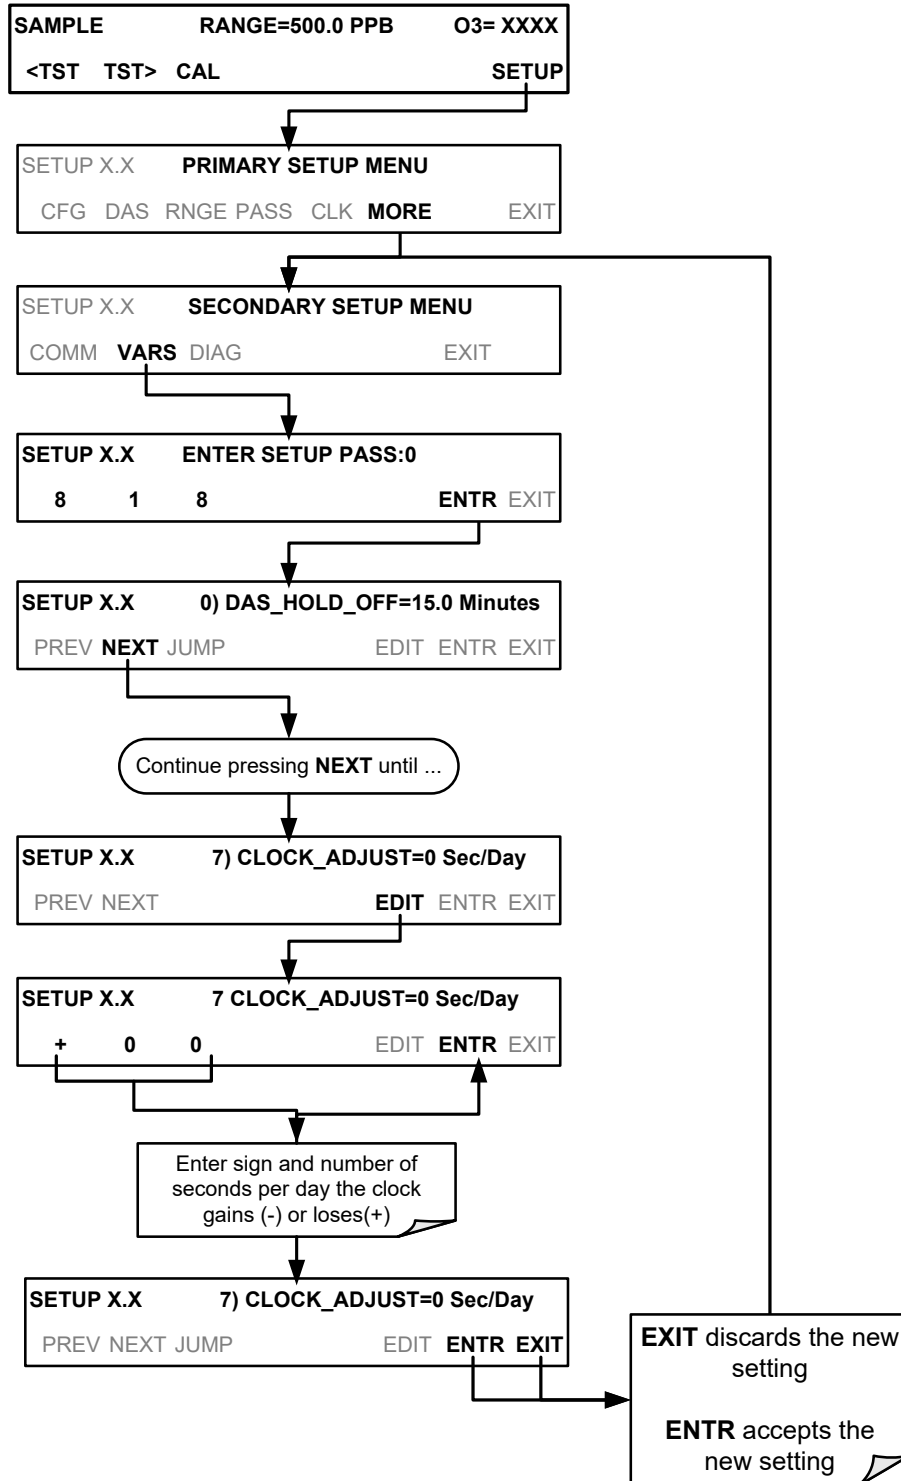 SAMPLE RANGE=500.0 PPB O3= XXXX
<TST TST> CAL SETUP
SETUP X.X PRIMARY SETUP MENU
CFG DAS RNGE PASS CLK MORE EXIT
SETUP X.X SECONDARY SETUP MENU
COMM VARS DIAG EXIT
SETUP X.X ENTER SETUP PASS:0
8 1 8 ENTR EXIT
SETUP X.X 0) DAS_HOLD_OFF=15.0 Minutes
PREV NEXT JUMP EDIT ENTR EXIT
Continue pressing NEXT until ...
SETUP X.X 7) CLOCK_ADJUST=0 Sec/Day
PREV NEXT EDIT ENTR EXIT
SETUP X.X 7 CLOCK_ADJUST=0 Sec/Day
+ 0 0 EDIT ENTR EXIT
Enter sign and number of
seconds per day the clock
gains (-) or loses(+)
SETUP X.X 7) CLOCK_ADJUST=0 Sec/Day
PREV NEXT JUMP EDIT ENTR EXIT
EXIT discards the new
setting
ENTR accepts the
new setting